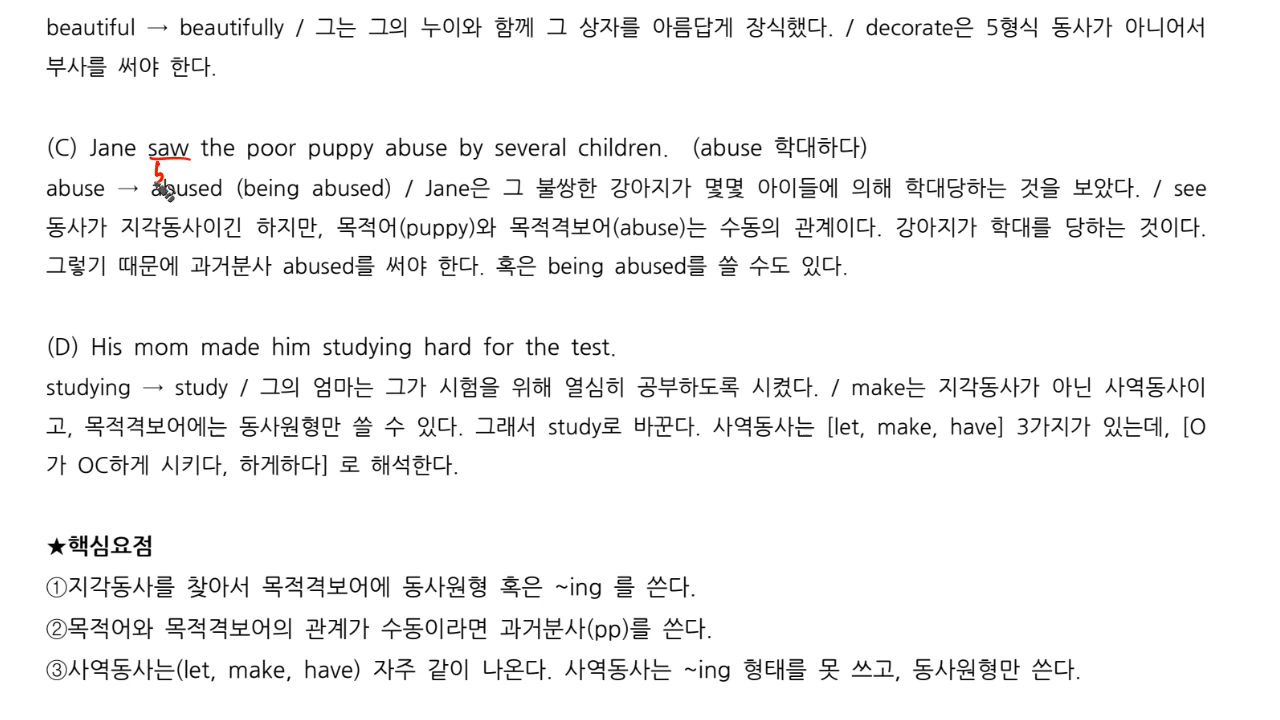 beautiful → beautifully / 그는 그의 누이와 함께 그 상자를 아름답게 장식했다. / decorate은 5형식 동사가 아니어서
부사를 써야 한다.
(C) Jane saw the poor puppy abuse by several children. (abuse 학대하다)
5
abuse → abused (being abused) / Jane은 그 불쌍한 강아지가 몇몇 아이들에 의해 학대당하는 것을 보았다. / see
동사가 지각동사이긴 하지만, 목적어(puppy)와 목적격보어(abuse)는 수동의 관계이다. 강아지가 학대를 당하는 것이다.
그렇기 때문에 과거분사 abused를 써야 한다. 혹은 being abused를 쓸 수도 있다.
(D) His mom made him studying hard for the test.
studying → study / 그의 엄마는 그가 시험을 위해 열심히 공부하도록 시켰다. / make는 지각동사가 아닌 사역동사이
고, 목적격보어에는 동사원형만 쓸 수 있다. 그래서 study로 바꾼다. 사역동사는 [let, make, have] 3가지가 있는데, [O
가 OC하게 시키다, 하게하다] 로 해석한다.
★핵심요점
①지각동사를 찾아서 목적격보어에 동사원형 혹은 ~ing 를 쓴다.
②목적어와 목적격보어의 관계가 수동이라면 과거분사(pp)를 쓴다.
③사역동사는(let, make, have) 자주 같이 나온다. 사역동사는 ~ing 형태를 못 쓰고, 동사원형만 쓴다.